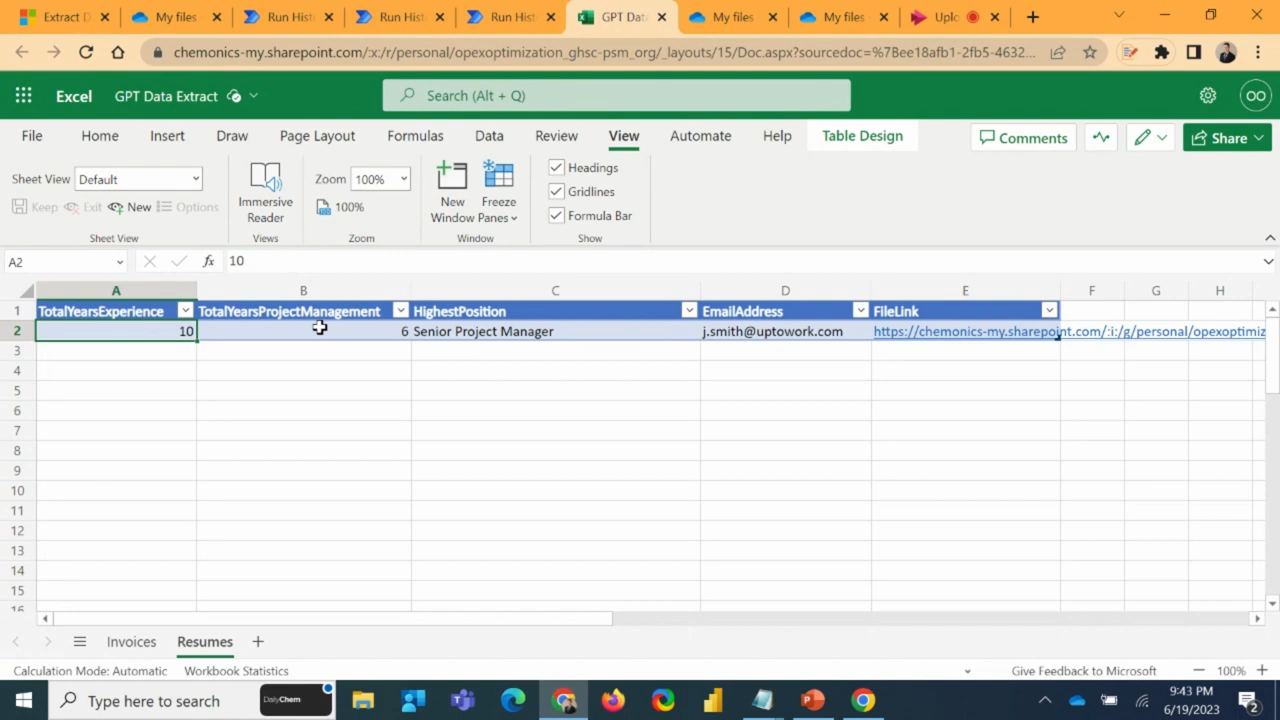 Extract D
My files
Run Hist
Run Hist
Run Hist
GPT Dat
My files
My files
Uplo
chemonics-my.sharepoint.com/:x:/r/personal/opexoptimization_ghsc-psm_org/_layouts/15/Doc.aspx?sourcedoc=%7Bee18afb1-2fb5-4632...
Excel GPT Data Extract
Search (Alt + Q)
OO
File Home Insert Draw Page Layout Formulas Data Review View Automate Help Table Design
Comments
Share
Sheet View Default
Keep Exit New Options
Sheet View
Immersive
Reader
Views
Zoom 100%
100%
Zoom
New
Window
Freeze
Panes
Window
Headings
Gridlines
Formula Bar
Show
A2 fx 10
A B C D E F G H
1 TotalYearsExperience TotalYearsProjectManagement HighestPosition EmailAddress FileLink
2 10 6 Senior Project Manager j.smith@uptowork.com https://chemonics-my.sharepoint.com/:i:/g/personal/opexoptimiz
3
4
5
6
7
8
9
10
11
12
13
14
15
16
Invoices Resumes
Calculation Mode: Automatic Workbook Statistics Give Feedback to Microsoft 100%
Type here to search
DailyChem
9:43 PM
6/19/2023
2